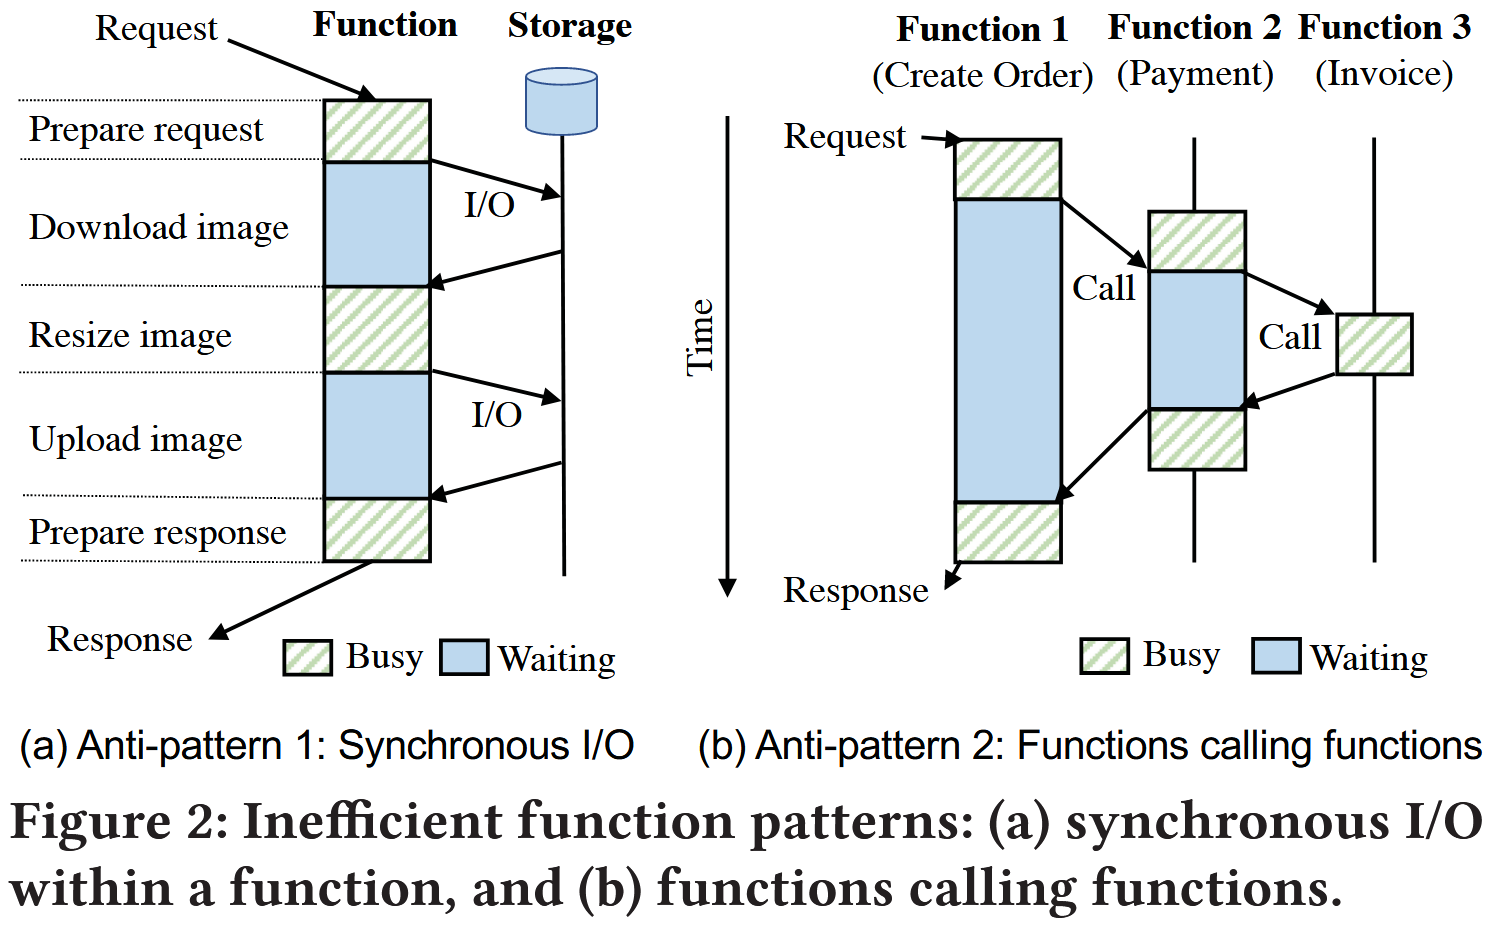 Request
Function
Storage
Prepare request
I/O
Download image
Resize image
I/O
Upload image
Prepare response
Response
Busy
Waiting
(a) Anti-pattern 1: Synchronous I/O
Time
Function 1
(Create Order)
Function 2
(Payment)
Function 3
(Invoice)
Request
Call
Call
Response
Busy
Waiting
(b) Anti-pattern 2: Functions calling functions
Figure 2: Inefficient function patterns: (a) synchronous I/O
within a function, and (b) functions calling functions.